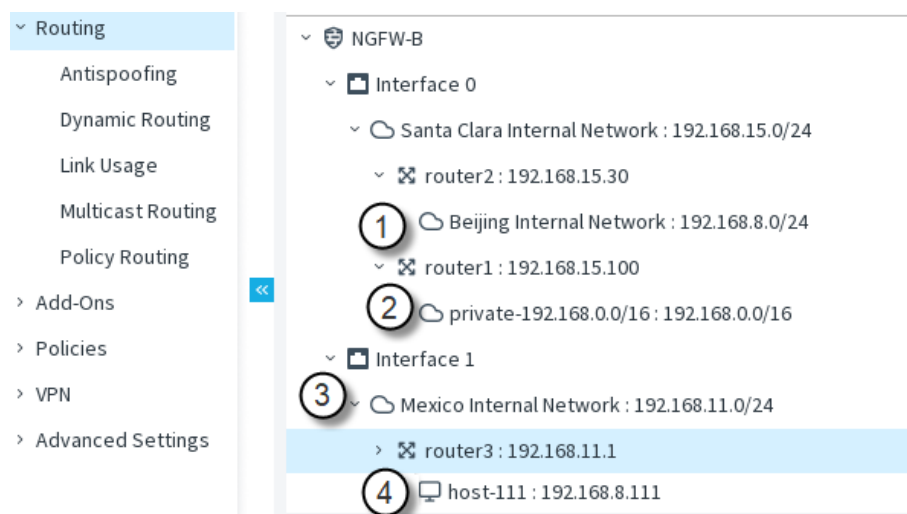 Routing
Antispoofing
Dynamic Routing
Link Usage
Multicast Routing
Policy Routing
Add-Ons
Policies
VPN
Advanced Settings
«
NGFW-B
Interface 0
Santa Clara Internal Network : 192.168.15.0/24
router2 : 192.168.15.30
1 Beijing Internal Network : 192.168.8.0/24
router1 : 192.168.15.100
2 private-192.168.0.0/16 : 192.168.0.0/16
Interface 1
3 Mexico Internal Network : 192.168.11.0/24
router3 : 192.168.11.1
4 host-111 : 192.168.8.111